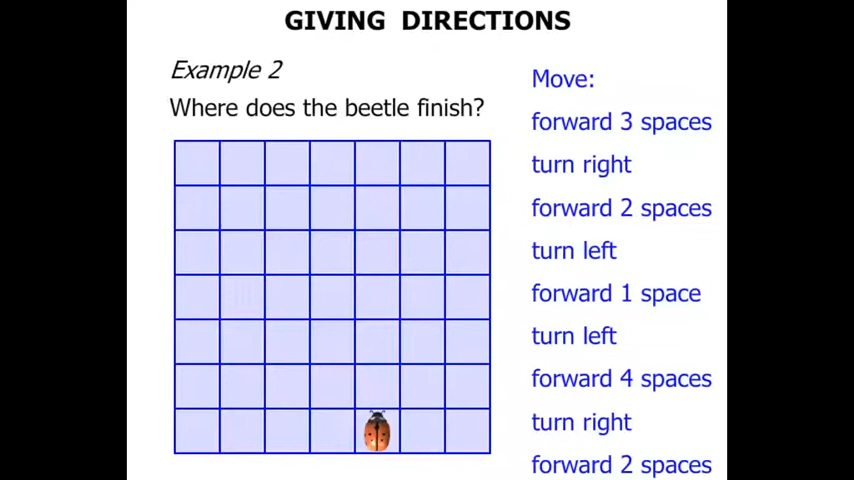 GIVING DIRECTIONS
Example 2
Where does the beetle finish?
Move:
forward 3 spaces
turn right
forward 2 spaces
turn left
forward 1 space
turn left
forward 4 spaces
turn right
forward 2 spaces